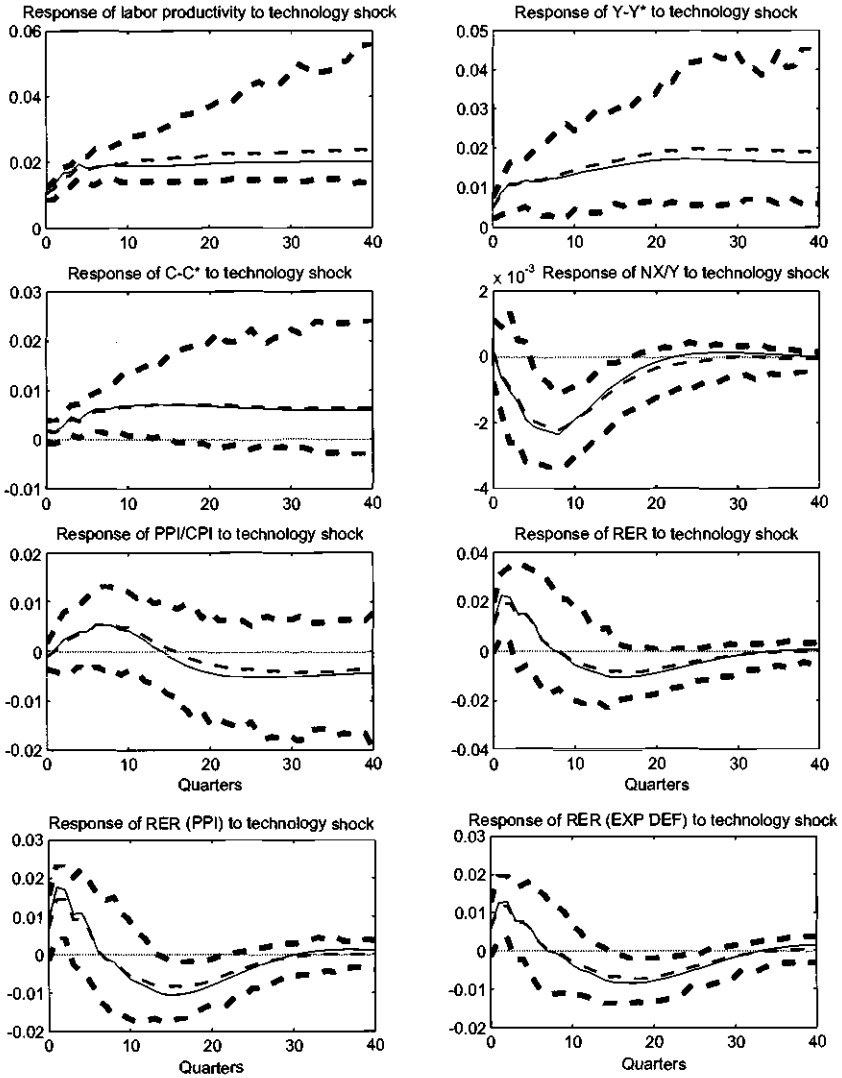 Response of labor productivity to technology shock
0.06
0.04
0.02
0
0 10 20 30 40
Response of Y-Y* to technology shock
0.05
0.04
0.03
0.02
0.01
0
0 10 20 30 40
Response of C-C* to technology shock
0.03
0.02
0.01
0
-0.01
0 10 20 30 40
x 10⁻³ Response of NX/Y to technology shock
2
0
-2
-4
0 10 20 30 40
Response of PPI/CPI to technology shock
0.02
0.01
0
-0.01
-0.02
0 10 20 30 40
Quarters
Response of RER to technology shock
0.04
0.02
0
-0.02
-0.04
0 10 20 30 40
Quarters
Response of RER (PPI) to technology shock
0.03
0.02
0.01
0
-0.01
-0.02
0 10 20 30 40
Quarters
Response of RER (EXP DEF) to technology shock
0.03
0.02
0.01
0
-0.01
-0.02
0 10 20 30 40
Quarters